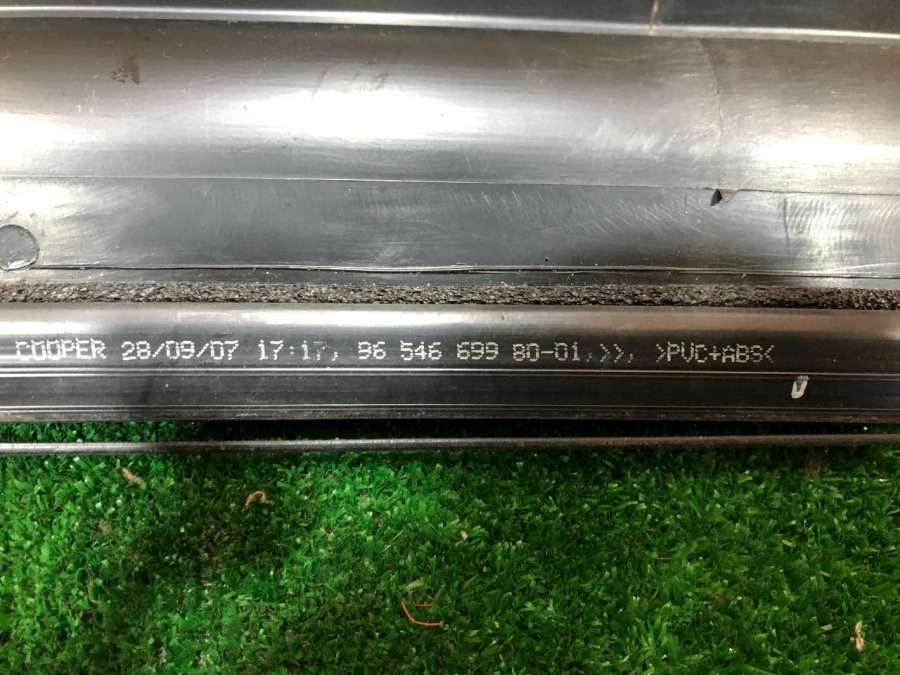 COOPER 28/09/07 17:17, 96 546 699 80-01,>>, >PVC+ABS<